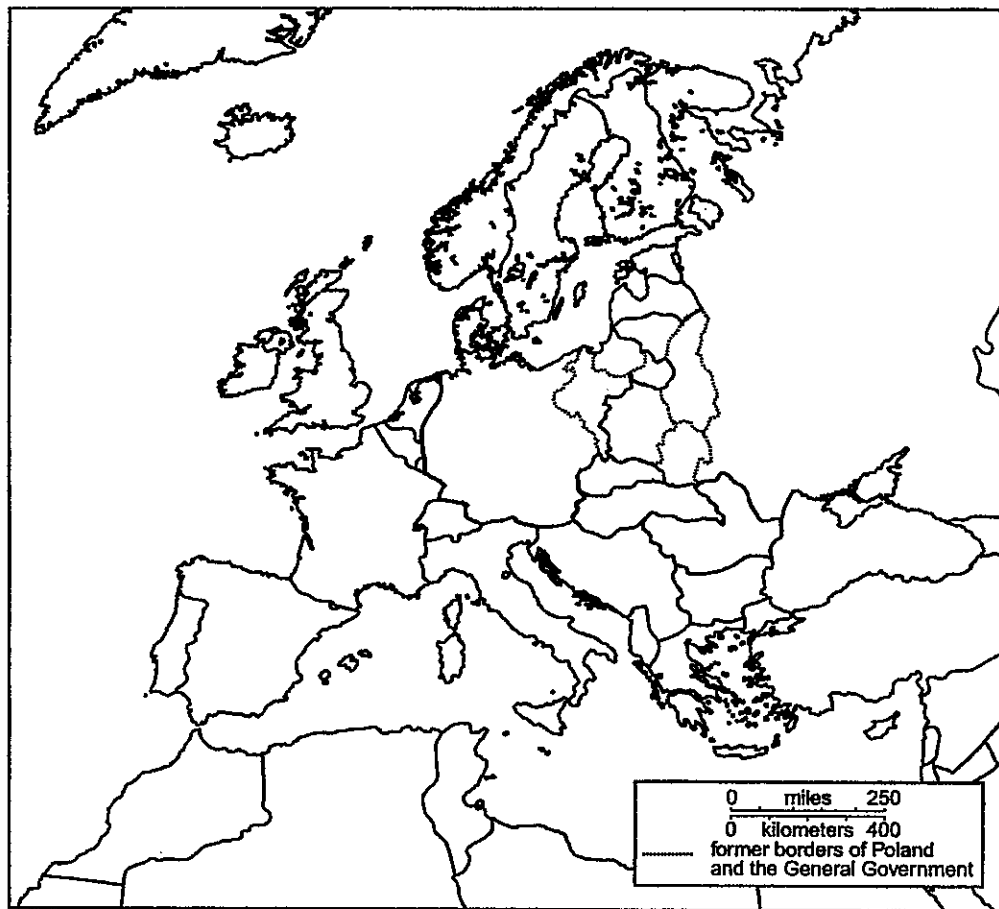 0 miles 250
0 kilometers 400
former borders of Poland
and the General Government